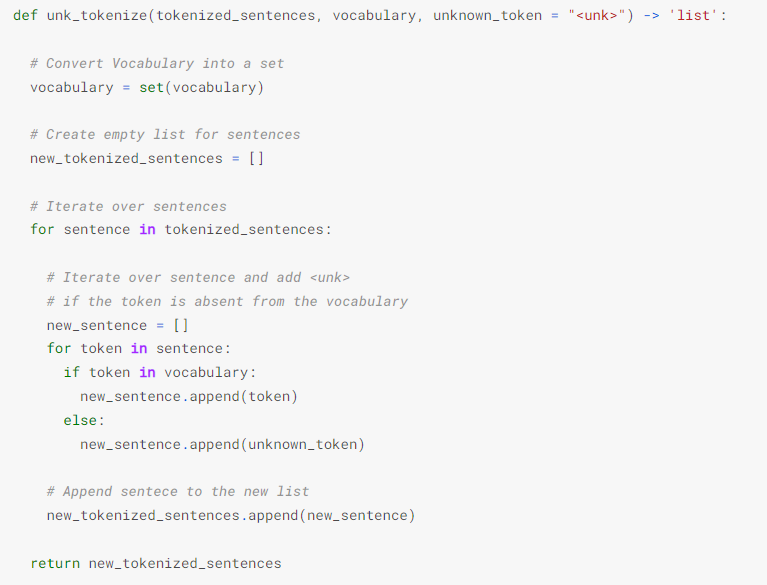 def unk_tokenize(tokenized_sentences, vocabulary, unknown_token = "<unk>") -> 'list':
# Convert Vocabulary into a set
vocabulary = set(vocabulary)
# Create empty list for sentences
new_tokenized_sentences = []
# Iterate over sentences
for sentence in tokenized_sentences:
# Iterate over sentence and add <unk>
# if the token is absent from the vocabulary
new_sentence = []
for token in sentence:
if token in vocabulary:
new_sentence.append(token)
else:
new_sentence.append(unknown_token)
# Append sentece to the new list
new_tokenized_sentences.append(new_sentence)
return new_tokenized_sentences